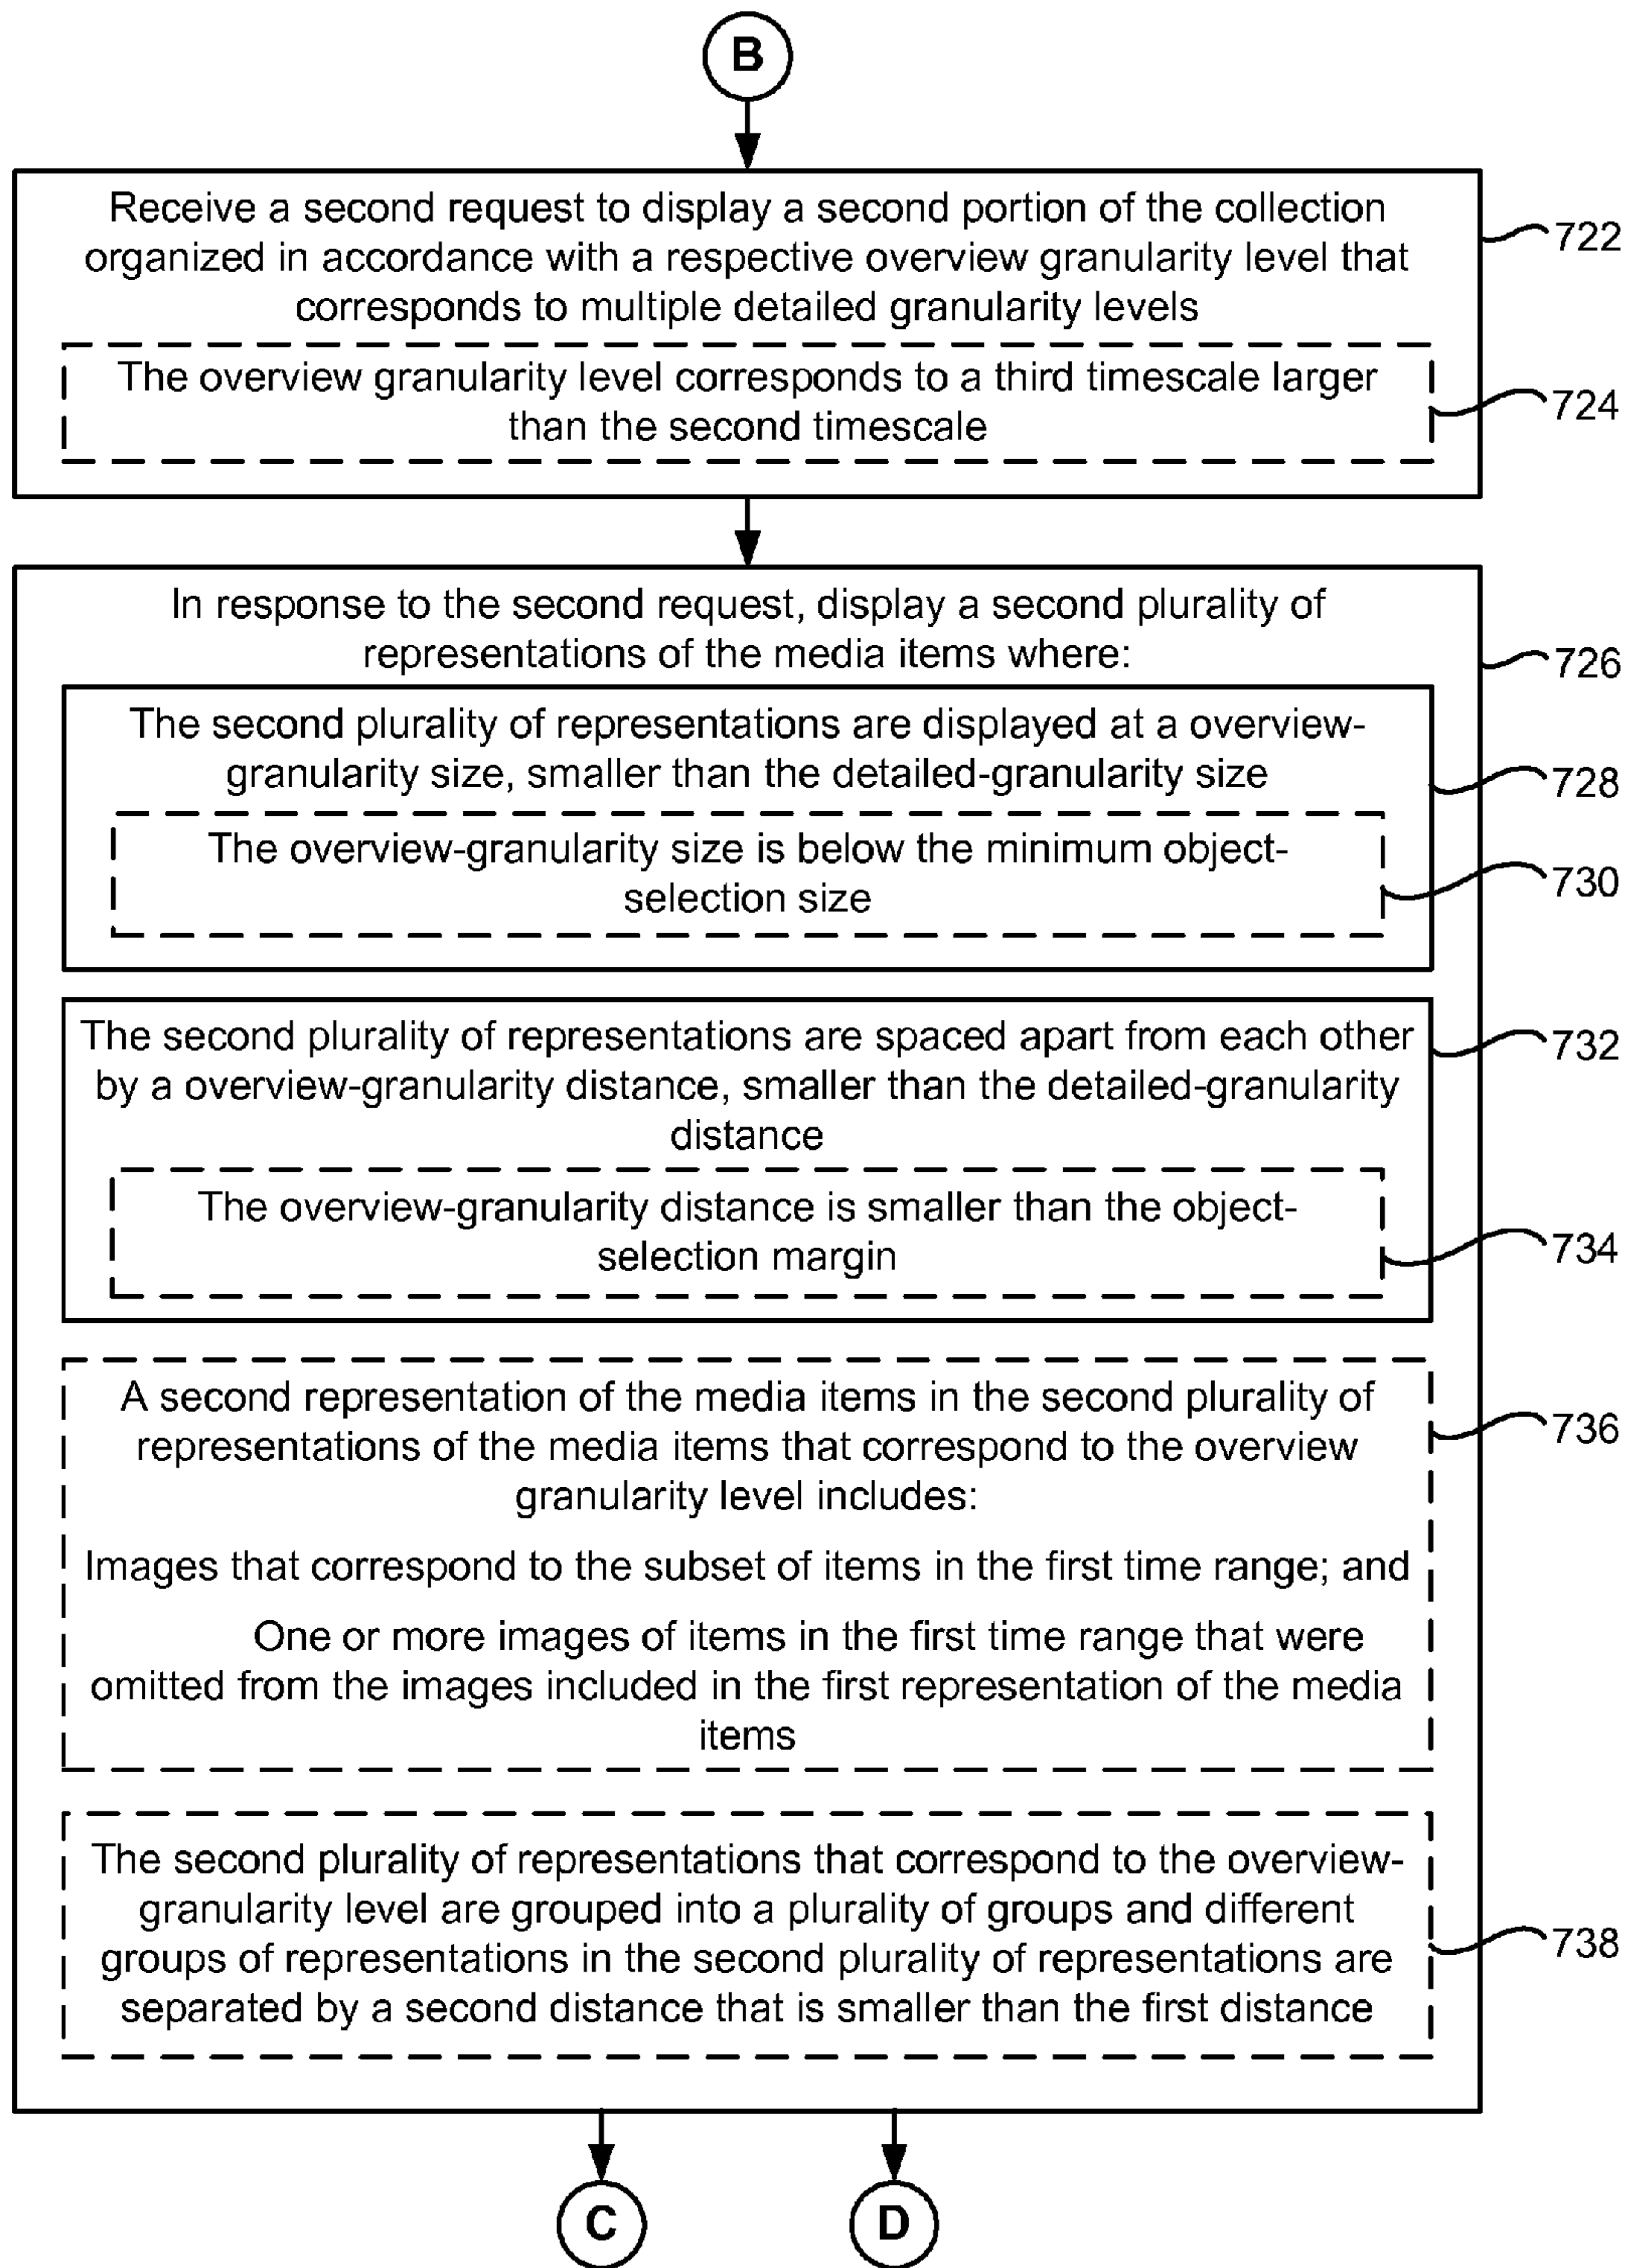 B
Receive a second request to display a second portion of the collection
organized in accordance with a respective overview granularity level that
corresponds to multiple detailed granularity levels
722
The overview granularity level corresponds to a third timescale larger
than the second timescale
724
In response to the second request, display a second plurality of
representations of the media items where:
726
The second plurality of representations are displayed at a overview-
granularity size, smaller than the detailed-granularity size
728
The overview-granularity size is below the minimum object-
selection size
730
The second plurality of representations are spaced apart from each other
by a overview-granularity distance, smaller than the detailed-granularity
distance
732
The overview-granularity distance is smaller than the object-
selection margin
734
A second representation of the media items in the second plurality of
representations of the media items that correspond to the overview
granularity level includes:
736
Images that correspond to the subset of items in the first time range; and
One or more images of items in the first time range that were
omitted from the images included in the first representation of the media
items
The second plurality of representations that correspond to the overview-
granularity level are grouped into a plurality of groups and different
groups of representations in the second plurality of representations are
separated by a second distance that is smaller than the first distance
738
C
D